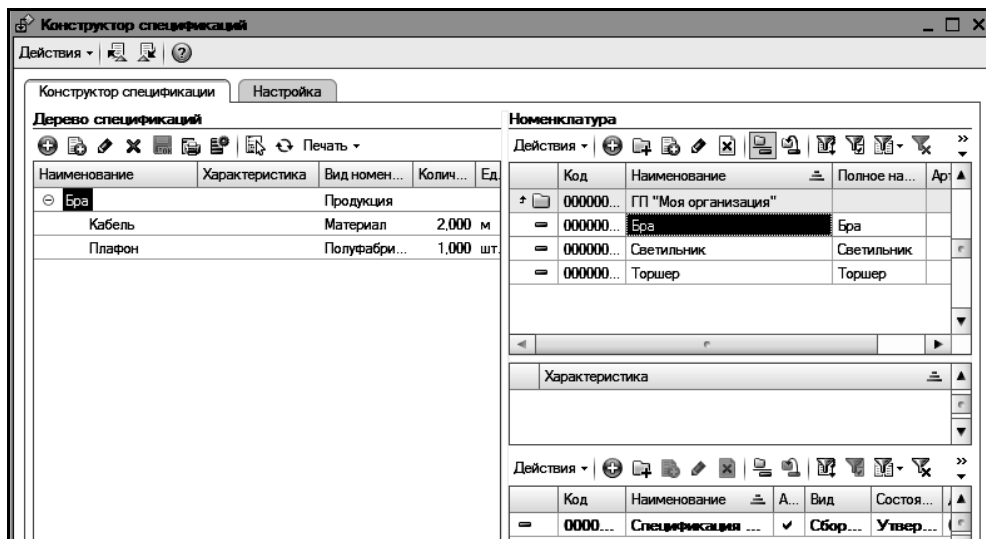 Конструктор спецификаций
Действия
Конструктор спецификации Настройка
Дерево спецификаций
Печать
Наименование Характеристика Вид номен... Колич... Ед.
Бра Продукция
Кабель Материал 2,000 м
Плафон Полуфабри... 1,000 шт.
Номенклатура
Действия
Код Наименование Полное на... Арт
000000... ГП "Моя организация"
000000... Бра Бра
000000... Светильник Светильник
000000... Торшер Торшер
Характеристика
Действия
Код Наименование А... Вид Состоя...
0000... Спецификация ... Сбор... Утвер...